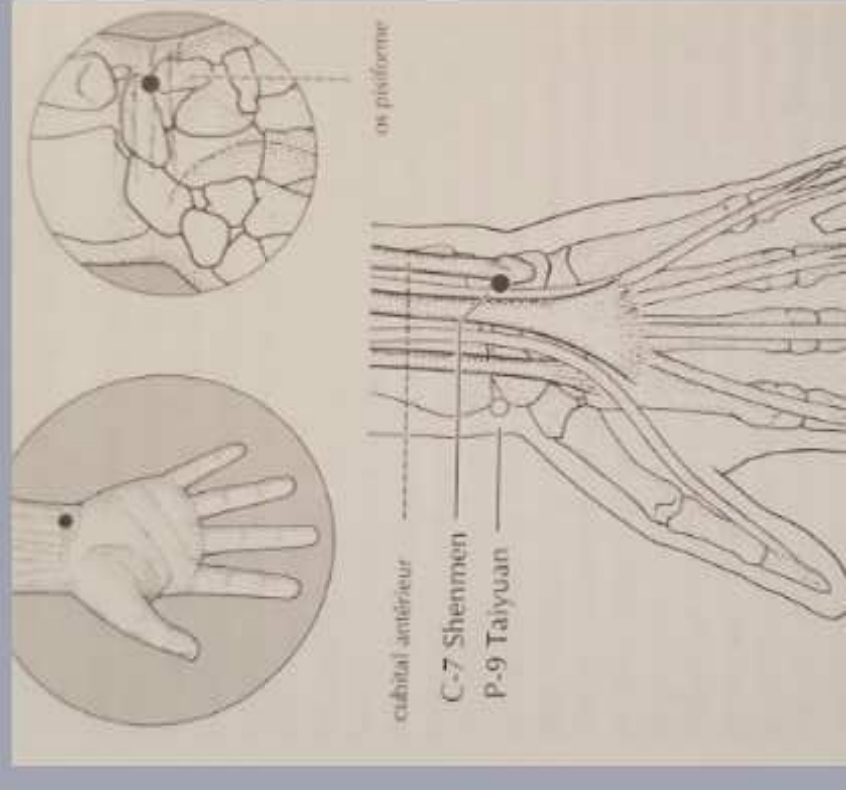 os pisiforme
cubital antérieur
C-7 Shenmen
P-9 Taiyuan